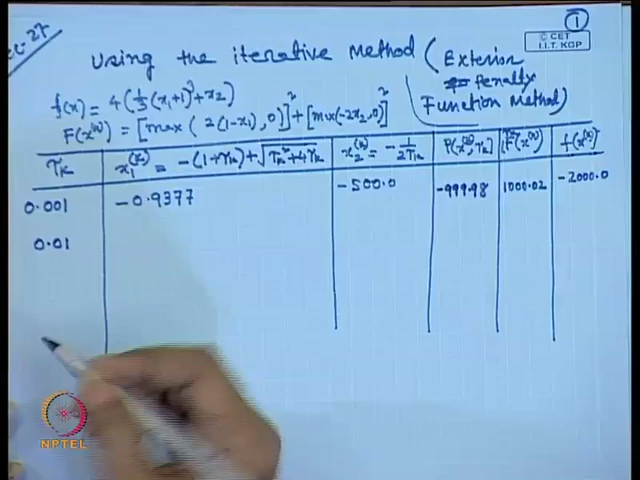 Lec-27
①
© CET
I.I.T. KGP
Using the iterative method (Exterior
Penalty
Function Method)
f(x) = 4(1/3(x₁+1)³+x₂)
F(x⁽ᵏ⁾) = [max(2(1-x₁),0)]² + [max(-2x₂,0)]²
r_k | x₁⁽ᵏ⁾ = -(1+r_k)+√(r_k²+4r_k) | x₂⁽ᵏ⁾ = -1/(2r_k) | P(x⁽ᵏ⁾, r_k) | F(x⁽ᵏ⁾) | f(x⁽ᵏ⁾)
0.001 | -0.9377 | -500.0 | -999.98 | 1000.02 | -2000.0
0.01
NPTEL